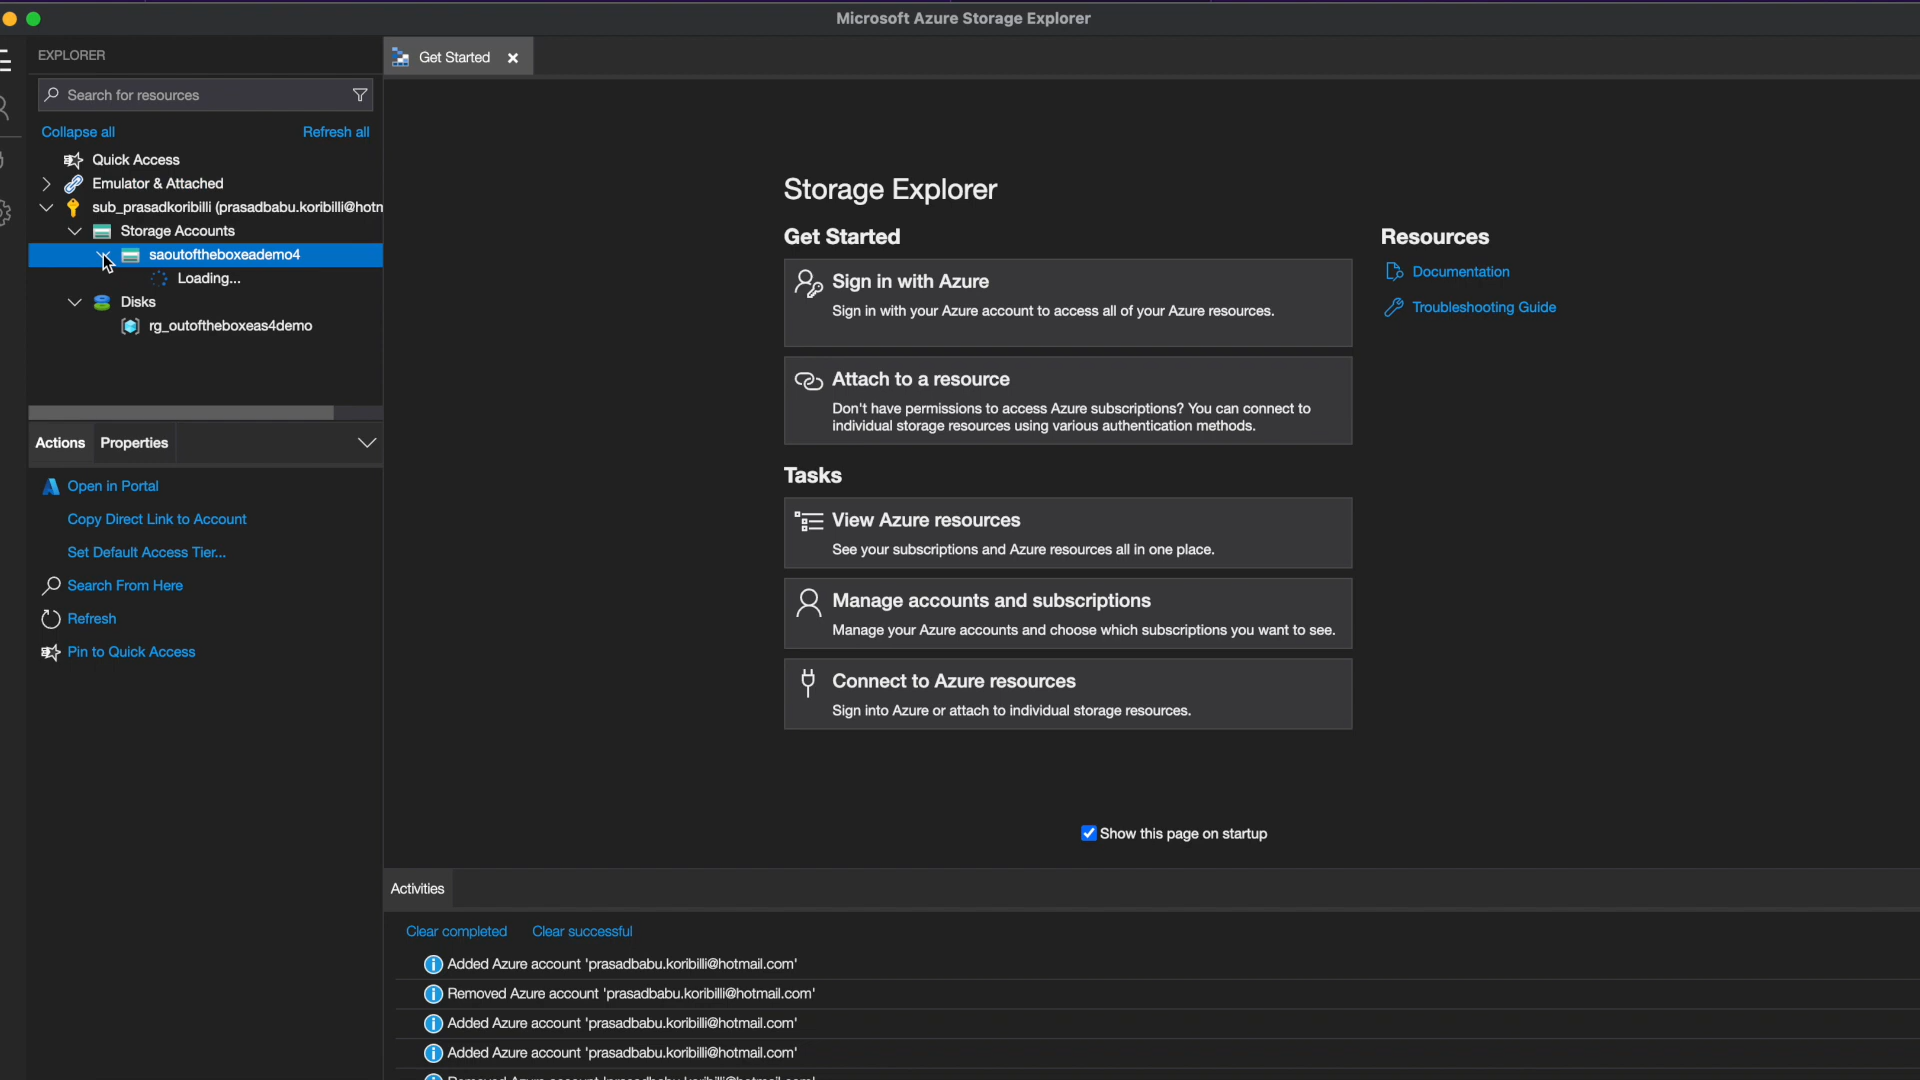 Microsoft Azure Storage Explorer
EXPLORER
Get Started
Search for resources
Collapse all
Refresh all
Quick Access
Emulator & Attached
sub_prasadkoribilli (prasadbabu.koribilli@hotm
Storage Accounts
saoutoftheboxeademo4
Loading...
Disks
rg_outoftheboxeas4demo
Actions
Properties
Open in Portal
Copy Direct Link to Account
Set Default Access Tier...
Search From Here
Refresh
Pin to Quick Access
Storage Explorer
Get Started
Sign in with Azure
Sign in with your Azure account to access all of your Azure resources.
Attach to a resource
Don't have permissions to access Azure subscriptions? You can connect to
individual storage resources using various authentication methods.
Tasks
View Azure resources
See your subscriptions and Azure resources all in one place.
Manage accounts and subscriptions
Manage your Azure accounts and choose which subscriptions you want to see.
Connect to Azure resources
Sign into Azure or attach to individual storage resources.
Resources
Documentation
Troubleshooting Guide
Show this page on startup
Activities
Clear completed
Clear successful
Added Azure account 'prasadbabu.koribilli@hotmail.com'
Removed Azure account 'prasadbabu.koribilli@hotmail.com'
Added Azure account 'prasadbabu.koribilli@hotmail.com'
Added Azure account 'prasadbabu.koribilli@hotmail.com'